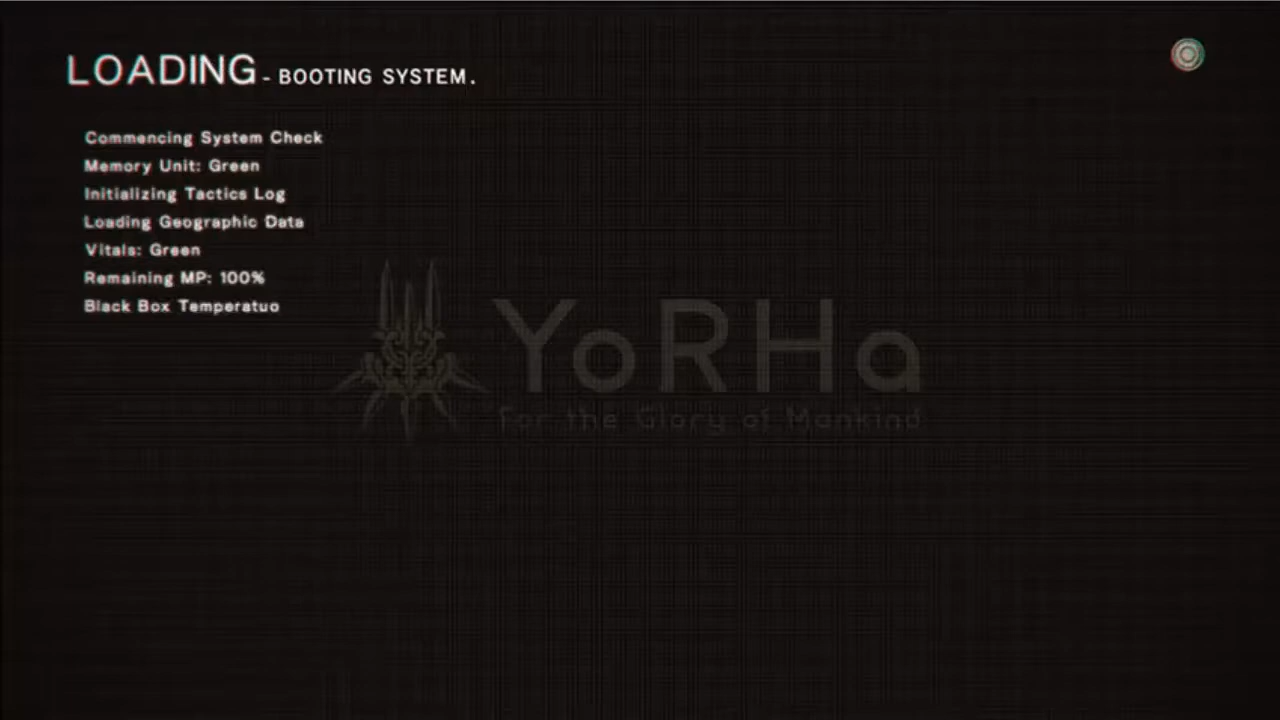 LOADING - BOOTING SYSTEM.
Commencing System Check
Memory Unit: Green
Initializing Tactics Log
Loading Geographic Data
Vitals: Green
Remaining MP: 100%
Black Box Temperatuo
YoRHa
For the Glory of Mankind